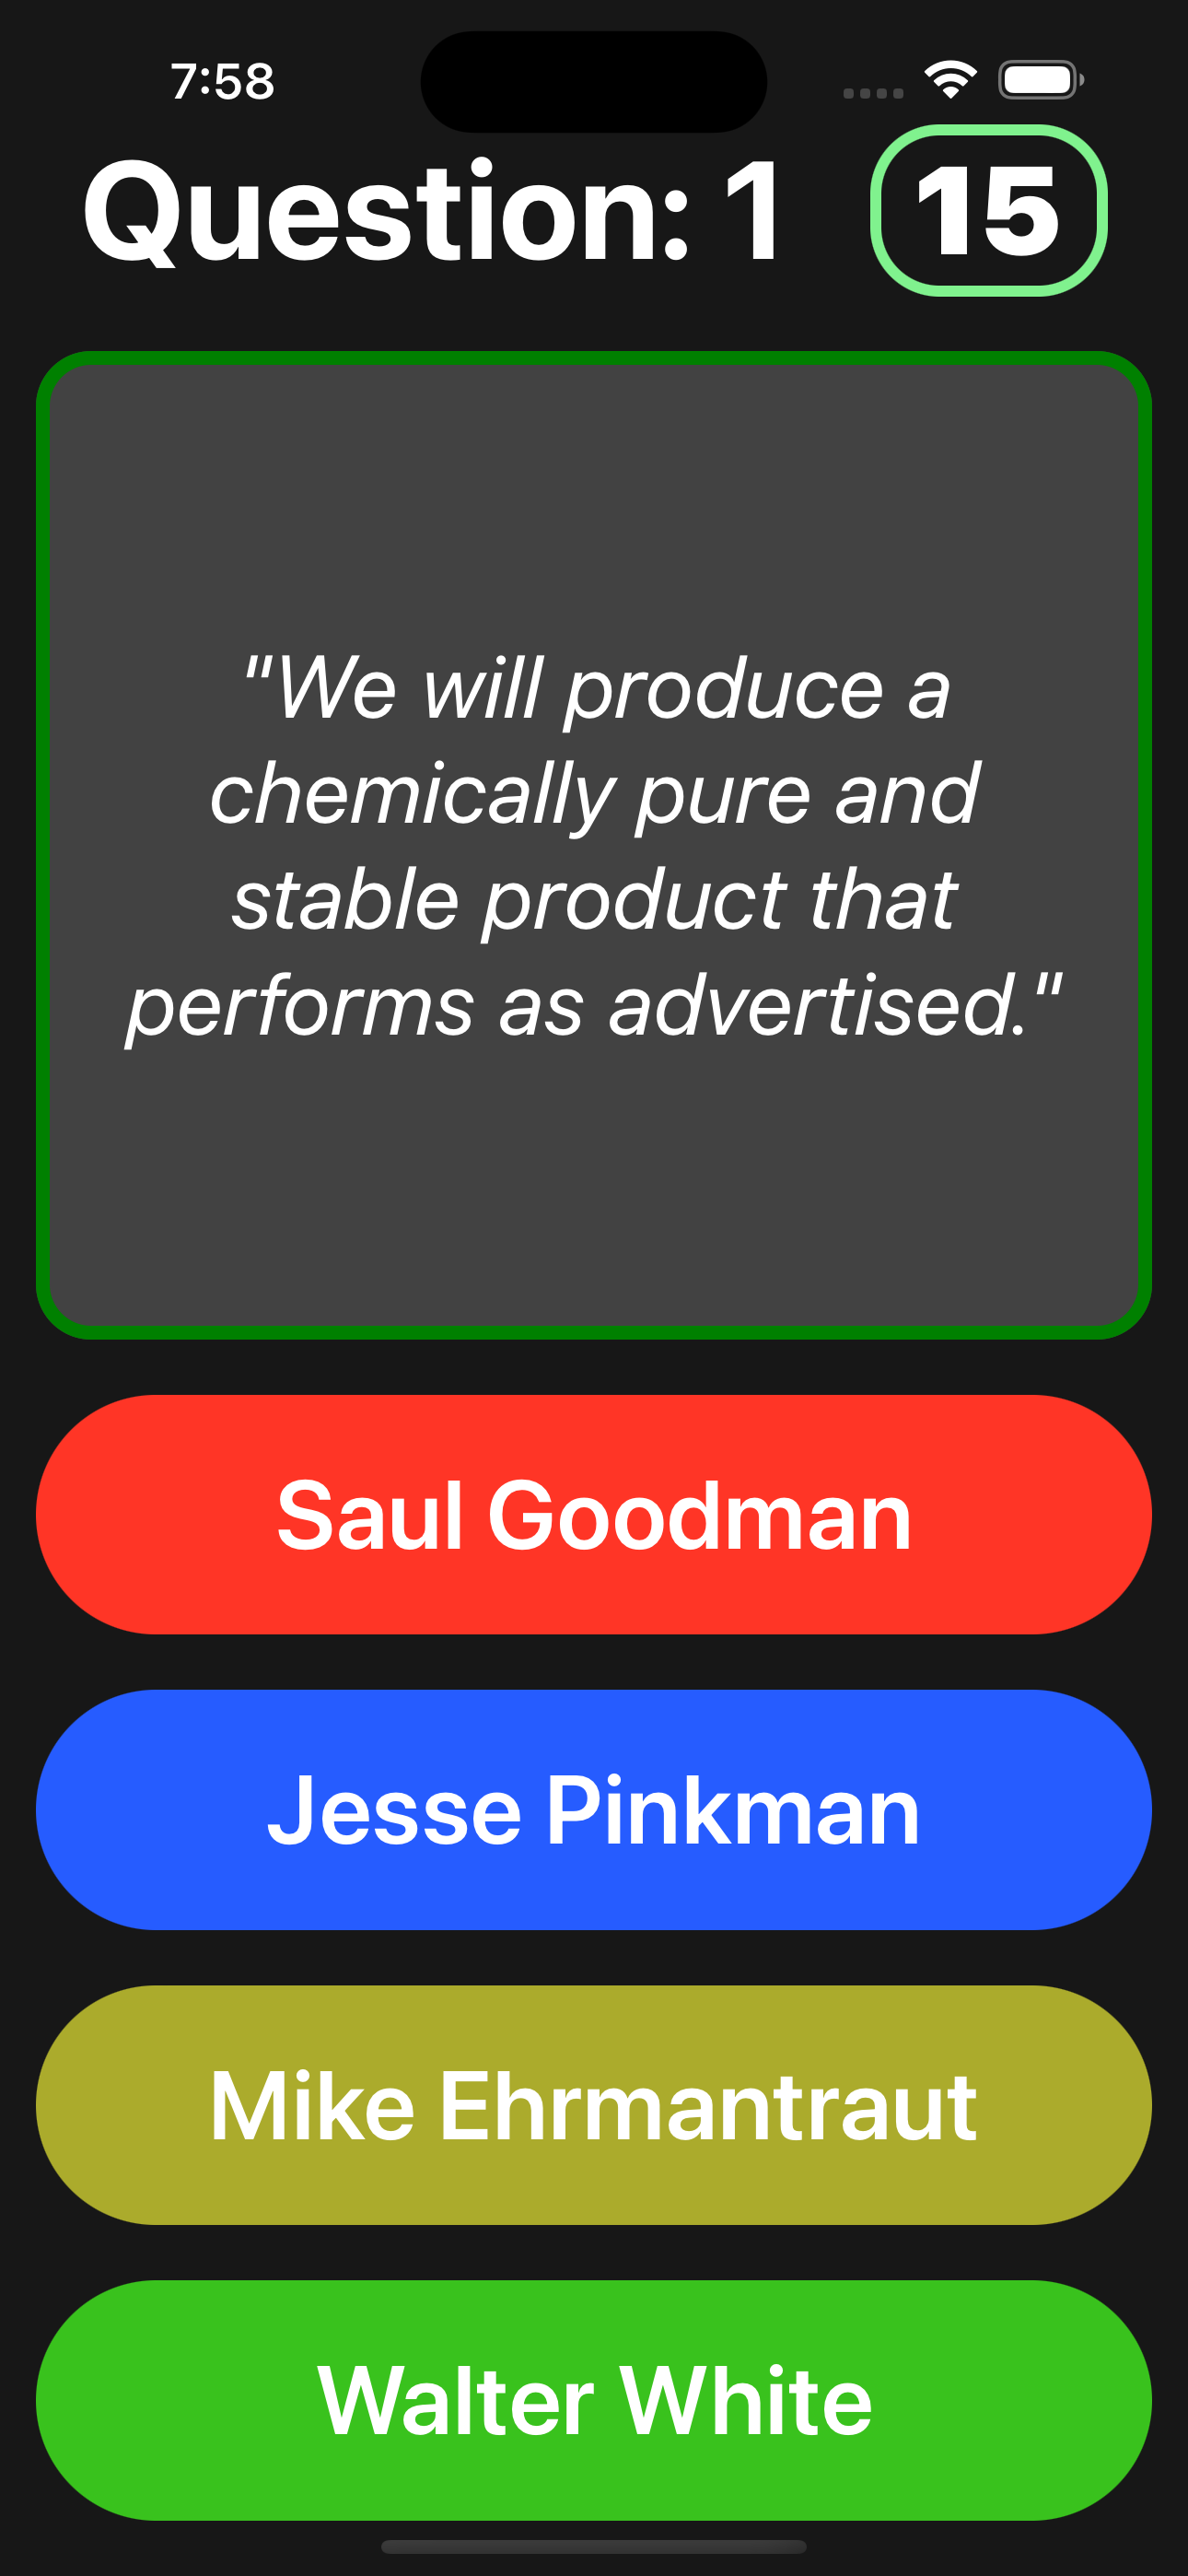 7:58
Question: 1
15
"We will produce a
chemically pure and
stable product that
performs as advertised."
Saul Goodman
Jesse Pinkman
Mike Ehrmantraut
Walter White